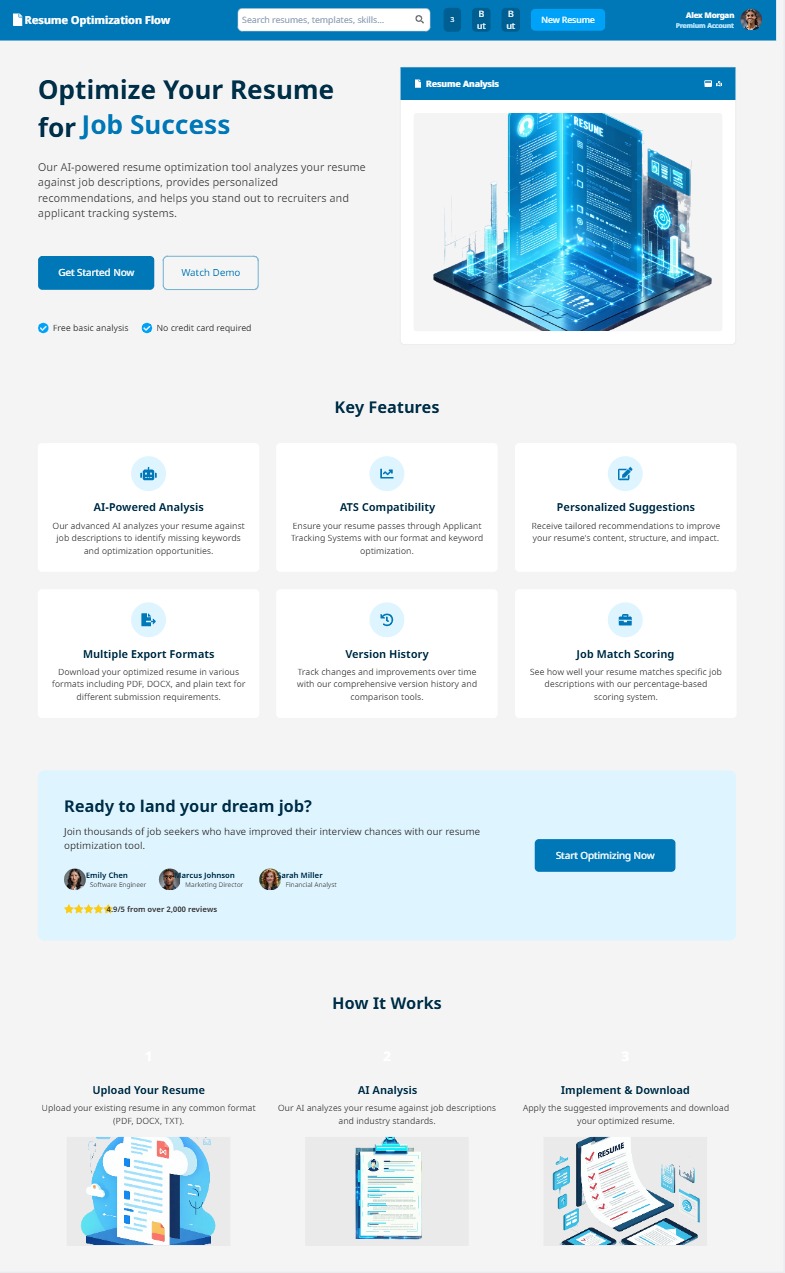 Resume Optimization Flow
Search resumes, templates, skills...
3
B
ut
B
ut
New Resume
Alex Morgan
Premium Account
Optimize Your Resume
for Job Success
Our AI-powered resume optimization tool analyzes your resume
against job descriptions, provides personalized
recommendations, and helps you stand out to recruiters and
applicant tracking systems.
Get Started Now
Watch Demo
Free basic analysis
No credit card required
Resume Analysis
RESUME
Key Features
AI-Powered Analysis
Our advanced AI analyzes your resume against
job descriptions to identify missing keywords
and optimization opportunities.
ATS Compatibility
Ensure your resume passes through Applicant
Tracking Systems with our format and keyword
optimization.
Personalized Suggestions
Receive tailored recommendations to improve
your resume's content, structure, and impact.
Multiple Export Formats
Download your optimized resume in various
formats including PDF, DOCX, and plain text for
different submission requirements.
Version History
Track changes and improvements over time
with our comprehensive version history and
comparison tools.
Job Match Scoring
See how well your resume matches specific job
descriptions with our percentage-based
scoring system.
Ready to land your dream job?
Join thousands of job seekers who have improved their interview chances with our resume
optimization tool.
Start Optimizing Now
Emily Chen
Software Engineer
Marcus Johnson
Marketing Director
Sarah Miller
Financial Analyst
4.9/5 from over 2,000 reviews
How It Works
1
Upload Your Resume
Upload your existing resume in any common format
(PDF, DOCX, TXT).
2
AI Analysis
Our AI analyzes your resume against job descriptions
and industry standards.
3
Implement & Download
Apply the suggested improvements and download
your optimized resume.
RESUME